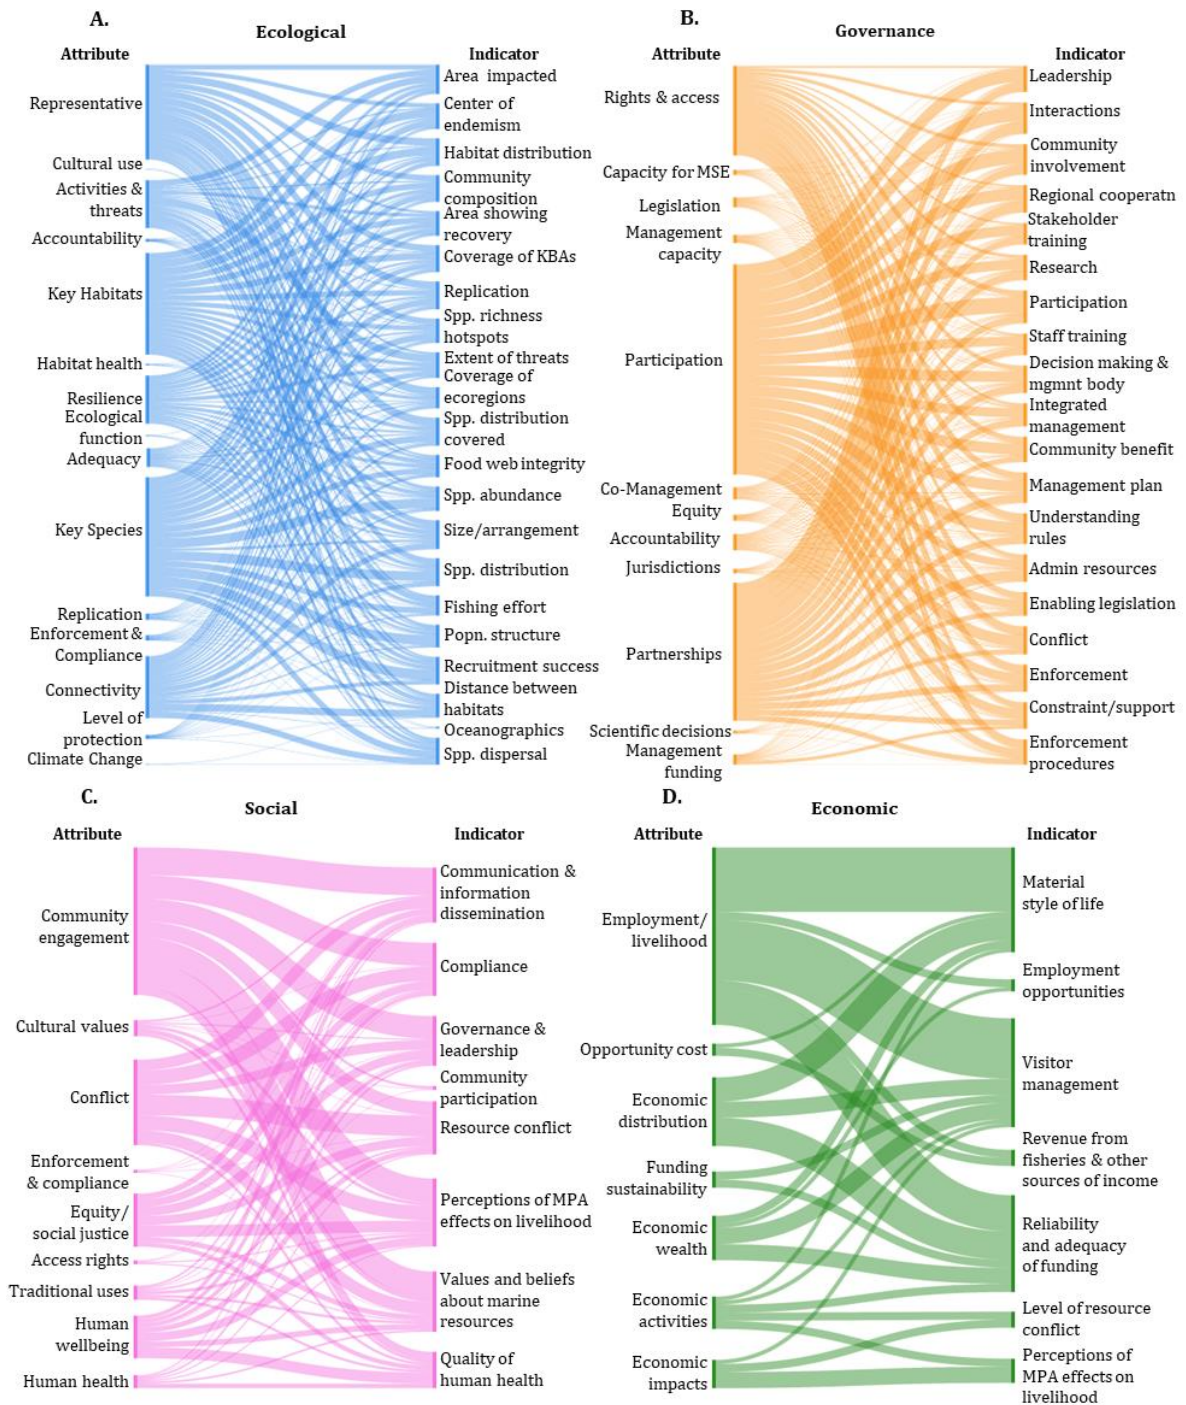 A.
Ecological
Attribute
Indicator
Representative
Cultural use
Activities &
threats
Accountability
Key Habitats
Habitat health
Resilience
Ecological
function
Adequacy
Key Species
Replication
Enforcement &
Compliance
Connectivity
Level of
protection
Climate Change
Area impacted
Center of
endemism
Habitat distribution
Community
composition
Area showing
recovery
Coverage of KBAs
Replication
Spp. richness
hotspots
Extent of threats
Coverage of
ecoregions
Spp. distribution
covered
Food web integrity
Spp. abundance
Size/arrangement
Spp. distribution
Fishing effort
Popn. structure
Recruitment success
Distance between
habitats
Oceanographics
Spp. dispersal
B.
Governance
Attribute
Indicator
Rights & access
Capacity for MSE
Legislation
Management
capacity
Participation
Co-Management
Equity
Accountability
Jurisdictions
Partnerships
Scientific decisions
Management
funding
Leadership
Interactions
Community
involvement
Regional cooperatn
Stakeholder
training
Research
Participation
Staff training
Decision making &
mgmnt body
Integrated
management
Community benefit
Management plan
Understanding
rules
Admin resources
Enabling legislation
Conflict
Enforcement
Constraint/support
Enforcement
procedures
C.
Social
Attribute
Indicator
Community
engagement
Cultural values
Conflict
Enforcement
& compliance
Equity/
social justice
Access rights
Traditional uses
Human
wellbeing
Human health
Communication &
information
dissemination
Compliance
Governance &
leadership
Community
participation
Resource conflict
Perceptions of MPA
effects on livelihood
Values and beliefs
about marine
resources
Quality of
human health
D.
Economic
Attribute
Indicator
Employment/
livelihood
Opportunity cost
Economic
distribution
Funding
sustainability
Economic
wealth
Economic
activities
Economic
impacts
Material
style of life
Employment
opportunities
Visitor
management
Revenue from
fisheries & other
sources of income
Reliability
and adequacy
of funding
Level of resource
conflict
Perceptions of
MPA effects on
livelihood